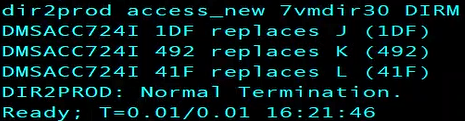 dir2prod access_new 7vmdir30 DIRM
DMSACC724I 1DF replaces J (1DF)
DMSACC724I 492 replaces K (492)
DMSACC724I 41F replaces L (41F)
DIR2PROD: Normal Termination.
Ready; T=0.01/0.01 16:21:46